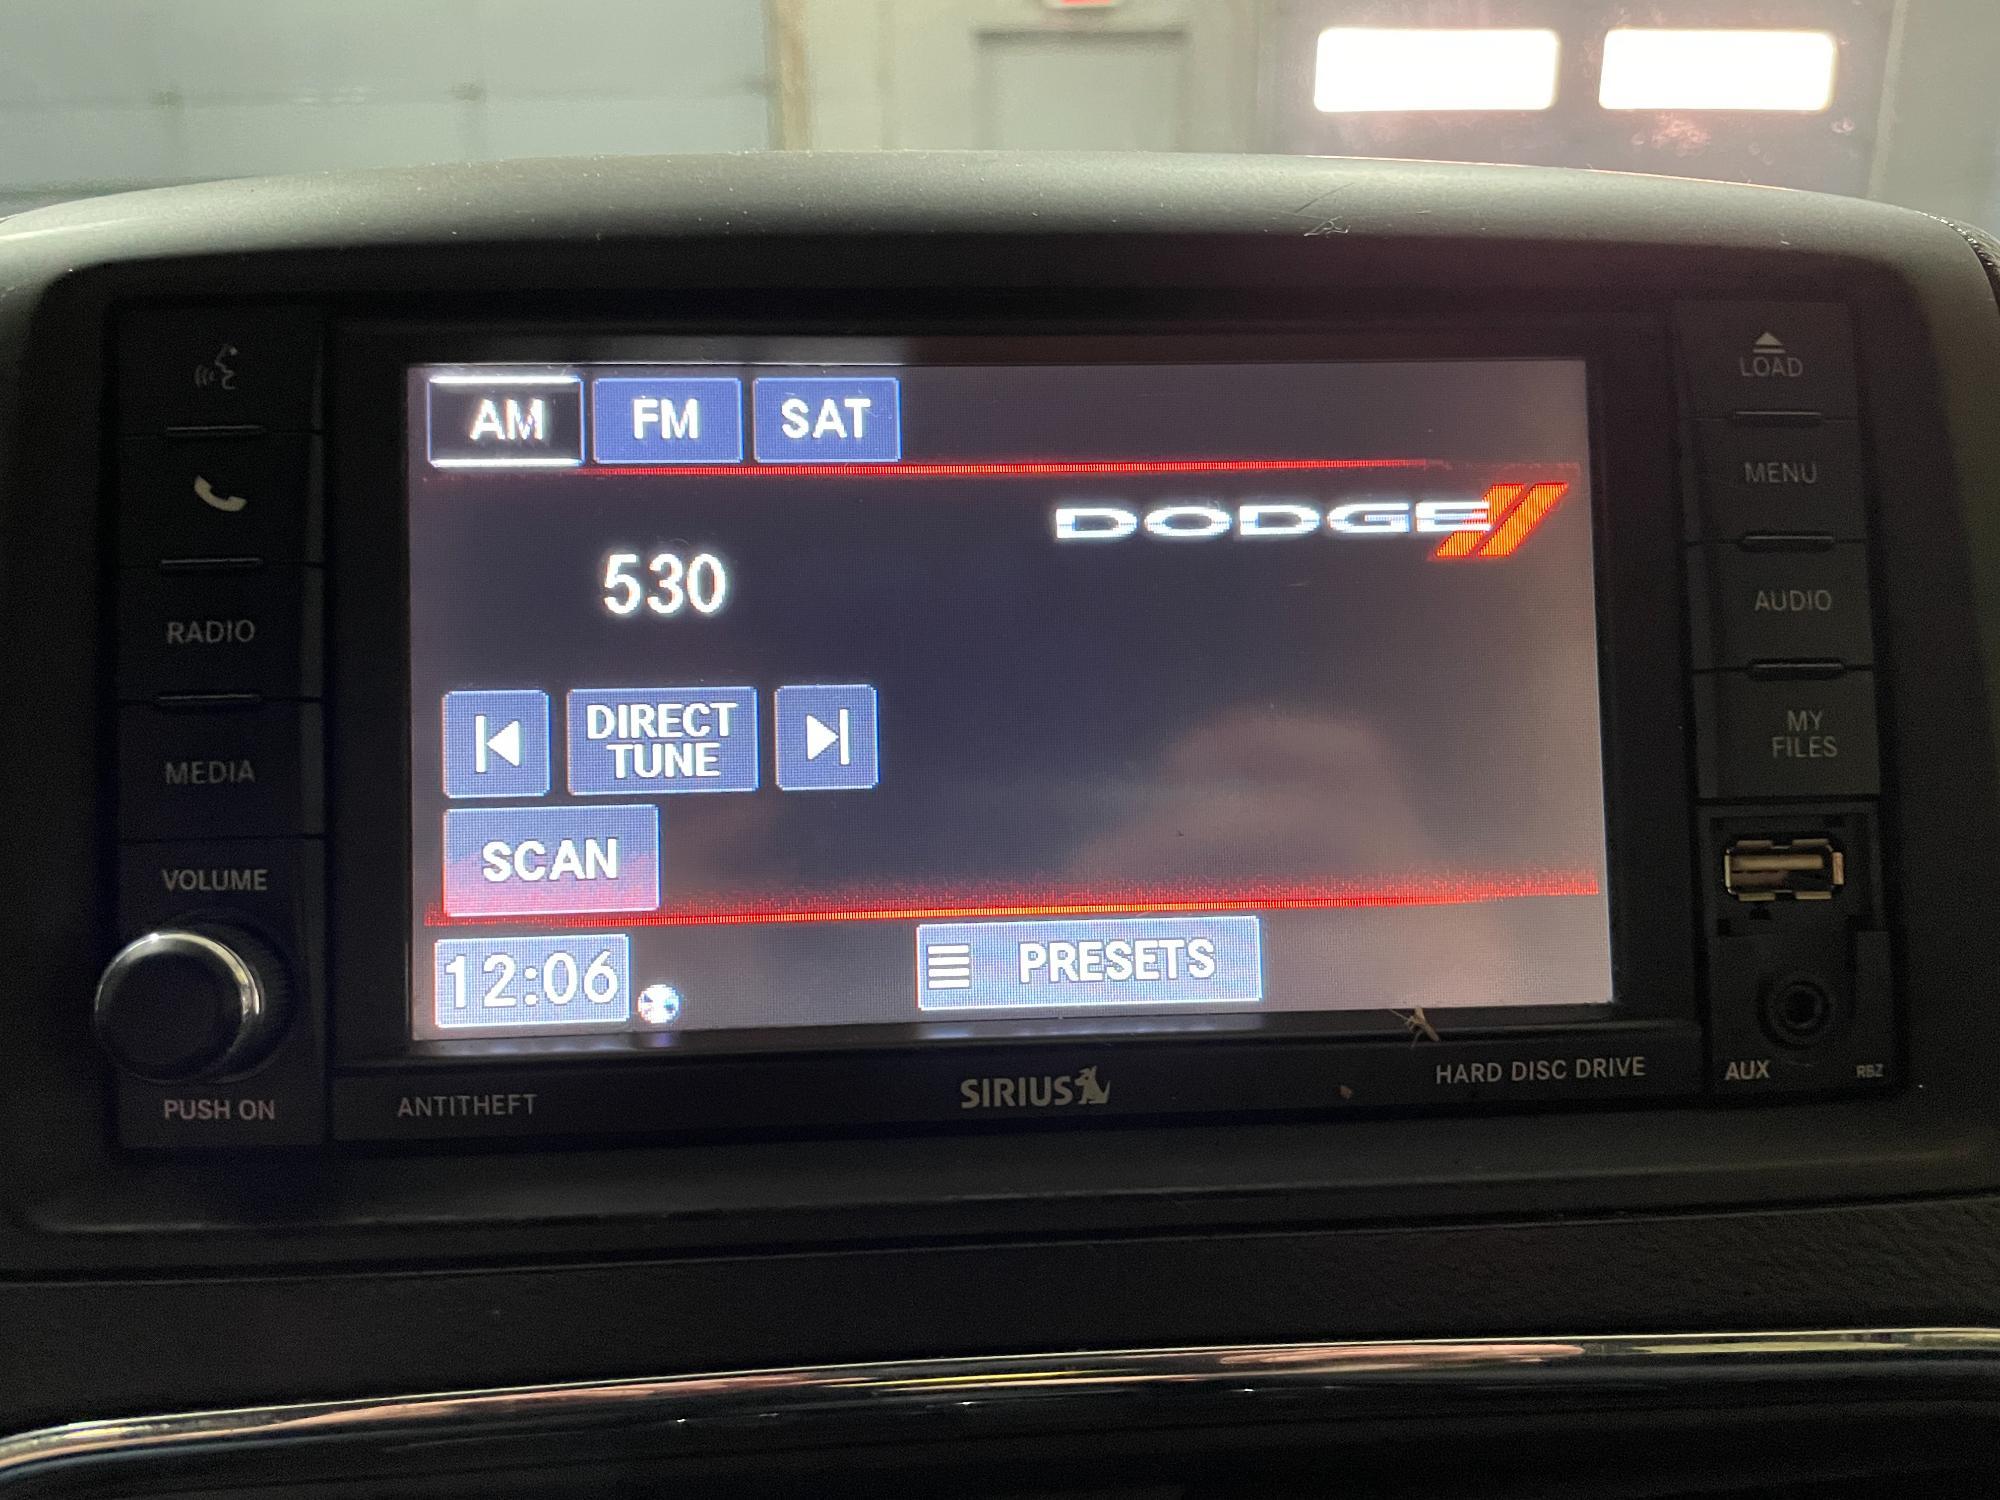 AM FM SAT
DODGE
530
DIRECT
TUNE
SCAN
12:06
PRESETS
RADIO
MEDIA
VOLUME
PUSH ON
LOAD
MENU
AUDIO
MY
FILES
AUX
RBZ
ANTITHEFT
SIRIUS
HARD DISC DRIVE